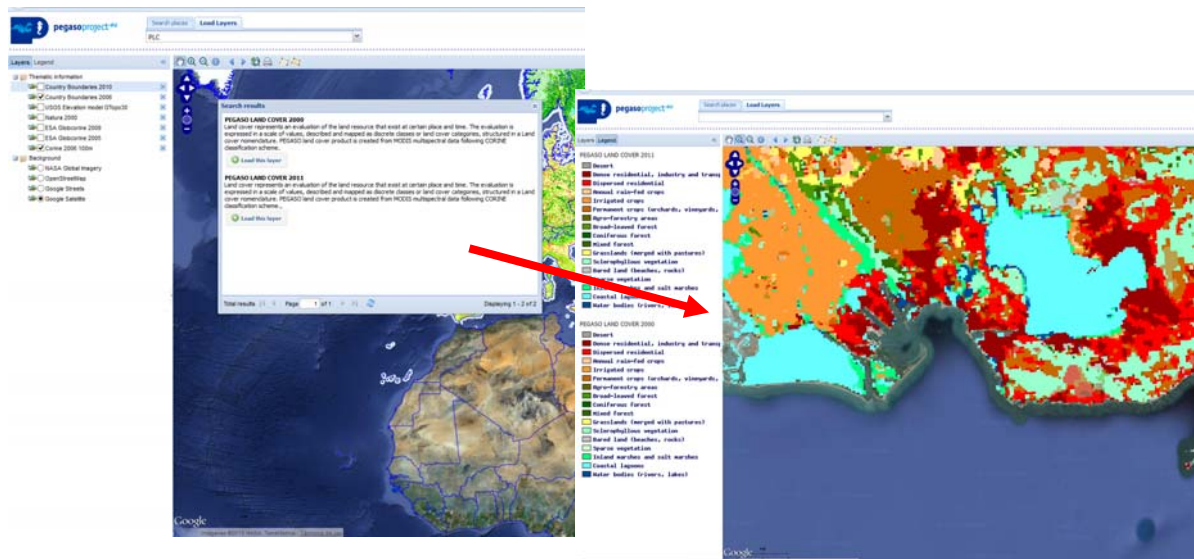 pegasoproject
Search places Load Layers
PLC
Layers Legend
Thematic information
Country Boundaries 2010
Country Boundaries 2000
USGS Elevation model GTopo30
Natura 2000
ESA Globcorine 2009
ESA Globcorine 2005
Corine 2006 100m
Background
NASA Global Imagery
OpenStreetMap
Google Streets
Google Satellite
Search results
PEGASO LAND COVER 2000
Land cover represents an evaluation of the land resource that exist at certain place and time. The evaluation is
expressed in a scale of values, described and mapped as discrete classes or land cover categories, structured in a Land
cover nomenclature. PEGASO land cover product is created from MODIS multispectral data following CORINE
classification scheme...
Load this layer
PEGASO LAND COVER 2011
Land cover represents an evaluation of the land resource that exist at certain place and time. The evaluation is
expressed in a scale of values, described and mapped as discrete classes or land cover categories, structured in a Land
cover nomenclature. PEGASO land cover product is created from MODIS multispectral data following CORINE
classification scheme...
Load this layer
Total results Page 1 of 1 Displaying 1 - 2 of 2
Google
pegasoproject
Search places Load Layers
Layers Legend
PEGASO LAND COVER 2011
Desert
Dense residential, industry and transp
Dispersed residential
Annual rain-fed crops
Irrigated crops
Permanent crops (orchards, vineyards,
Agro-forestry areas
Broad-leaved forest
Coniferous forest
Mixed forest
Grasslands (merged with pastures)
Sclerophyllous vegetation
Bared land (beaches, rocks)
Sparse vegetation
Inland marshes and salt marshes
Coastal lagoons
Water bodies (rivers,
PEGASO LAND COVER 2000
Desert
Dense residential, industry and transp
Dispersed residential
Annual rain-fed crops
Irrigated crops
Permanent crops (orchards, vineyards,
Agro-forestry areas
Broad-leaved forest
Coniferous forest
Mixed forest
Grasslands (merged with pastures)
Sclerophyllous vegetation
Bared land (beaches, rocks)
Sparse vegetation
Inland marshes and salt marshes
Coastal lagoons
Water bodies (rivers, lakes)
Google